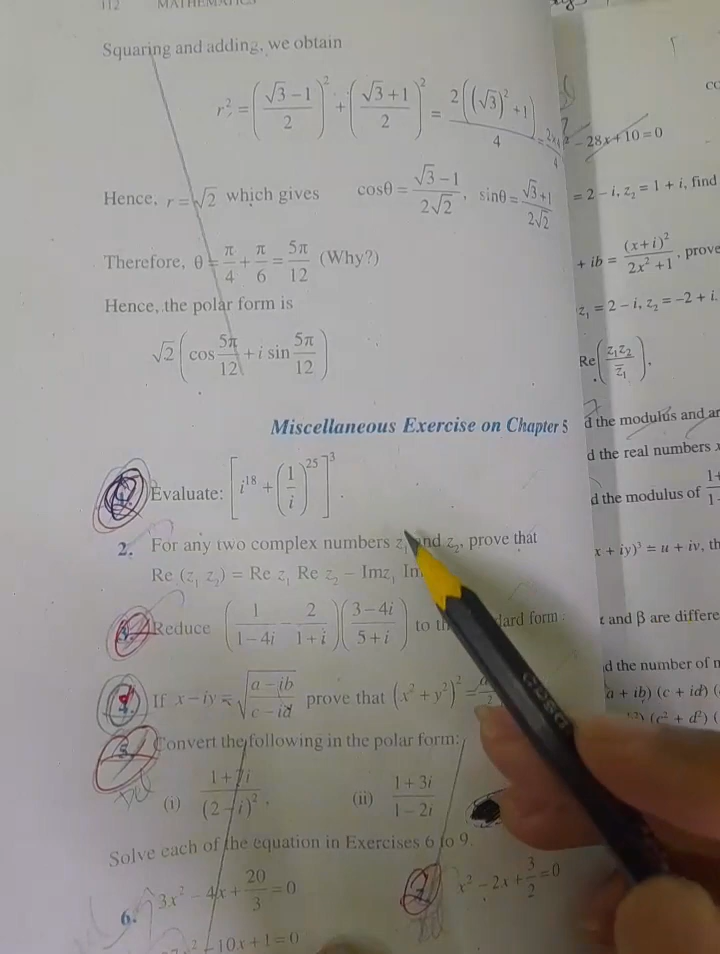 112 MATHEMATICS
Squaring and adding, we obtain
r² = ((√3 − 1)/2)² + ((√3 + 1)/2)² = 2((√3)² + 1)/4
Hence, r = √2 which gives cosθ = (√3 − 1)/(2√2), sinθ = (√3 + 1)/(2√2)
Therefore, θ = π/4 + π/6 = 5π/12 (Why?)
Hence, the polar form is
√2 (cos 5π/12 + i sin 5π/12)
Miscellaneous Exercise on Chapter 5
Evaluate: [i¹⁸ + (1/i)²⁵]³.
2. For any two complex numbers z₁ and z₂, prove that
Re (z₁ z₂) = Re z₁ Re z₂ – Imz₁
Reduce (1/(1 − 4i) − 2/(1 + i)) ((3 − 4i)/(5 + i)) to form
If x − iy = √((a − ib)/(c − id)) prove that (x² + y²)² =
5. Convert the following in the polar form:
(i) (1 + 7i)/(2 − i)², (ii) (1 + 3i)/(1 − 2i)
Solve each of the equation in Exercises 6 to 9.
6. 3x² − 4x + 20/3 = 0
7. x² − 2x + 3/2 = 0
10x + 1 = 0
− 28x + 10 = 0
= 2 − i, z₂ = 1 + i, find
+ ib = (x + i)²/(2x² + 1), prove
z₁ = 2 − i, z₂ = −2 + i.
Re(z₁z₂/z̄₁).
d the modulus and
d the real numbers
d the modulus of
x + iy)³ = u + iv,
and β are
d the number of
a + ib) (c + id)
(c² + d²)